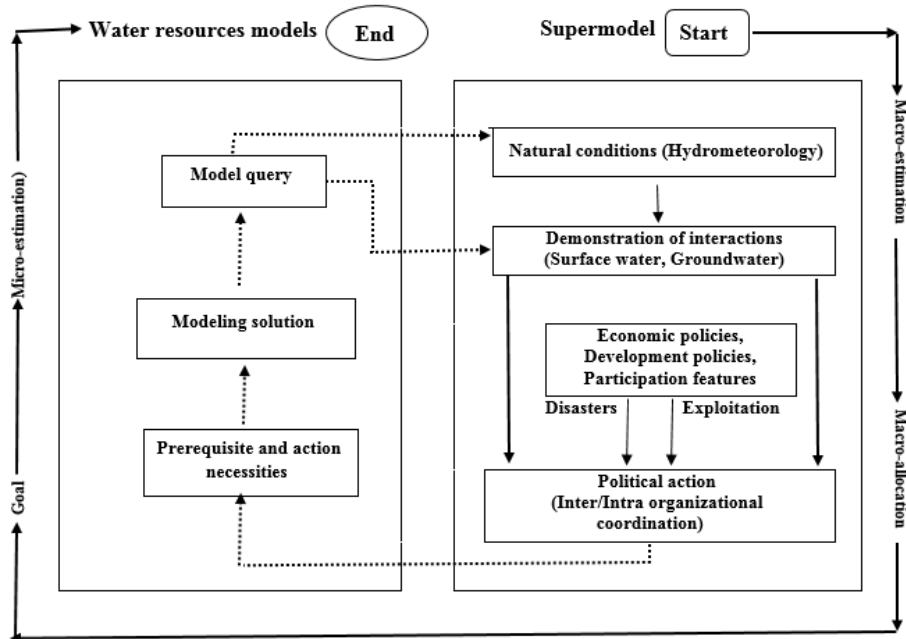 Water resources models
End
Supermodel
Start
Natural conditions (Hydrometeorology)
Model query
Demonstration of interactions
(Surface water, Groundwater)
Modeling solution
Economic policies,
Development policies,
Participation features
Disasters
Exploitation
Prerequisite and action
necessities
Political action
(Inter/Intra organizational
coordination)
Micro-estimation)
Goal
Macro-estimation
Macro-allocation